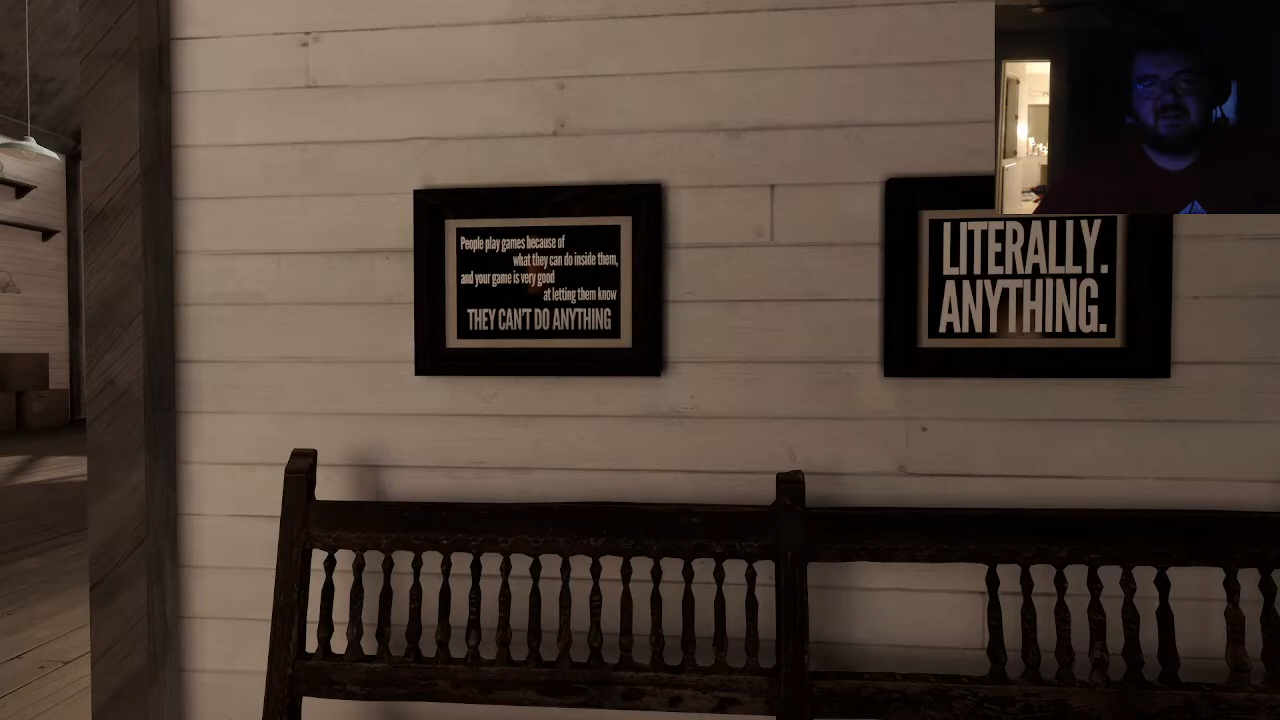 People play games because of
what they can do inside them,
and your game is very good
at letting them know
THEY CAN'T DO ANYTHING
LITERALLY.
ANYTHING.